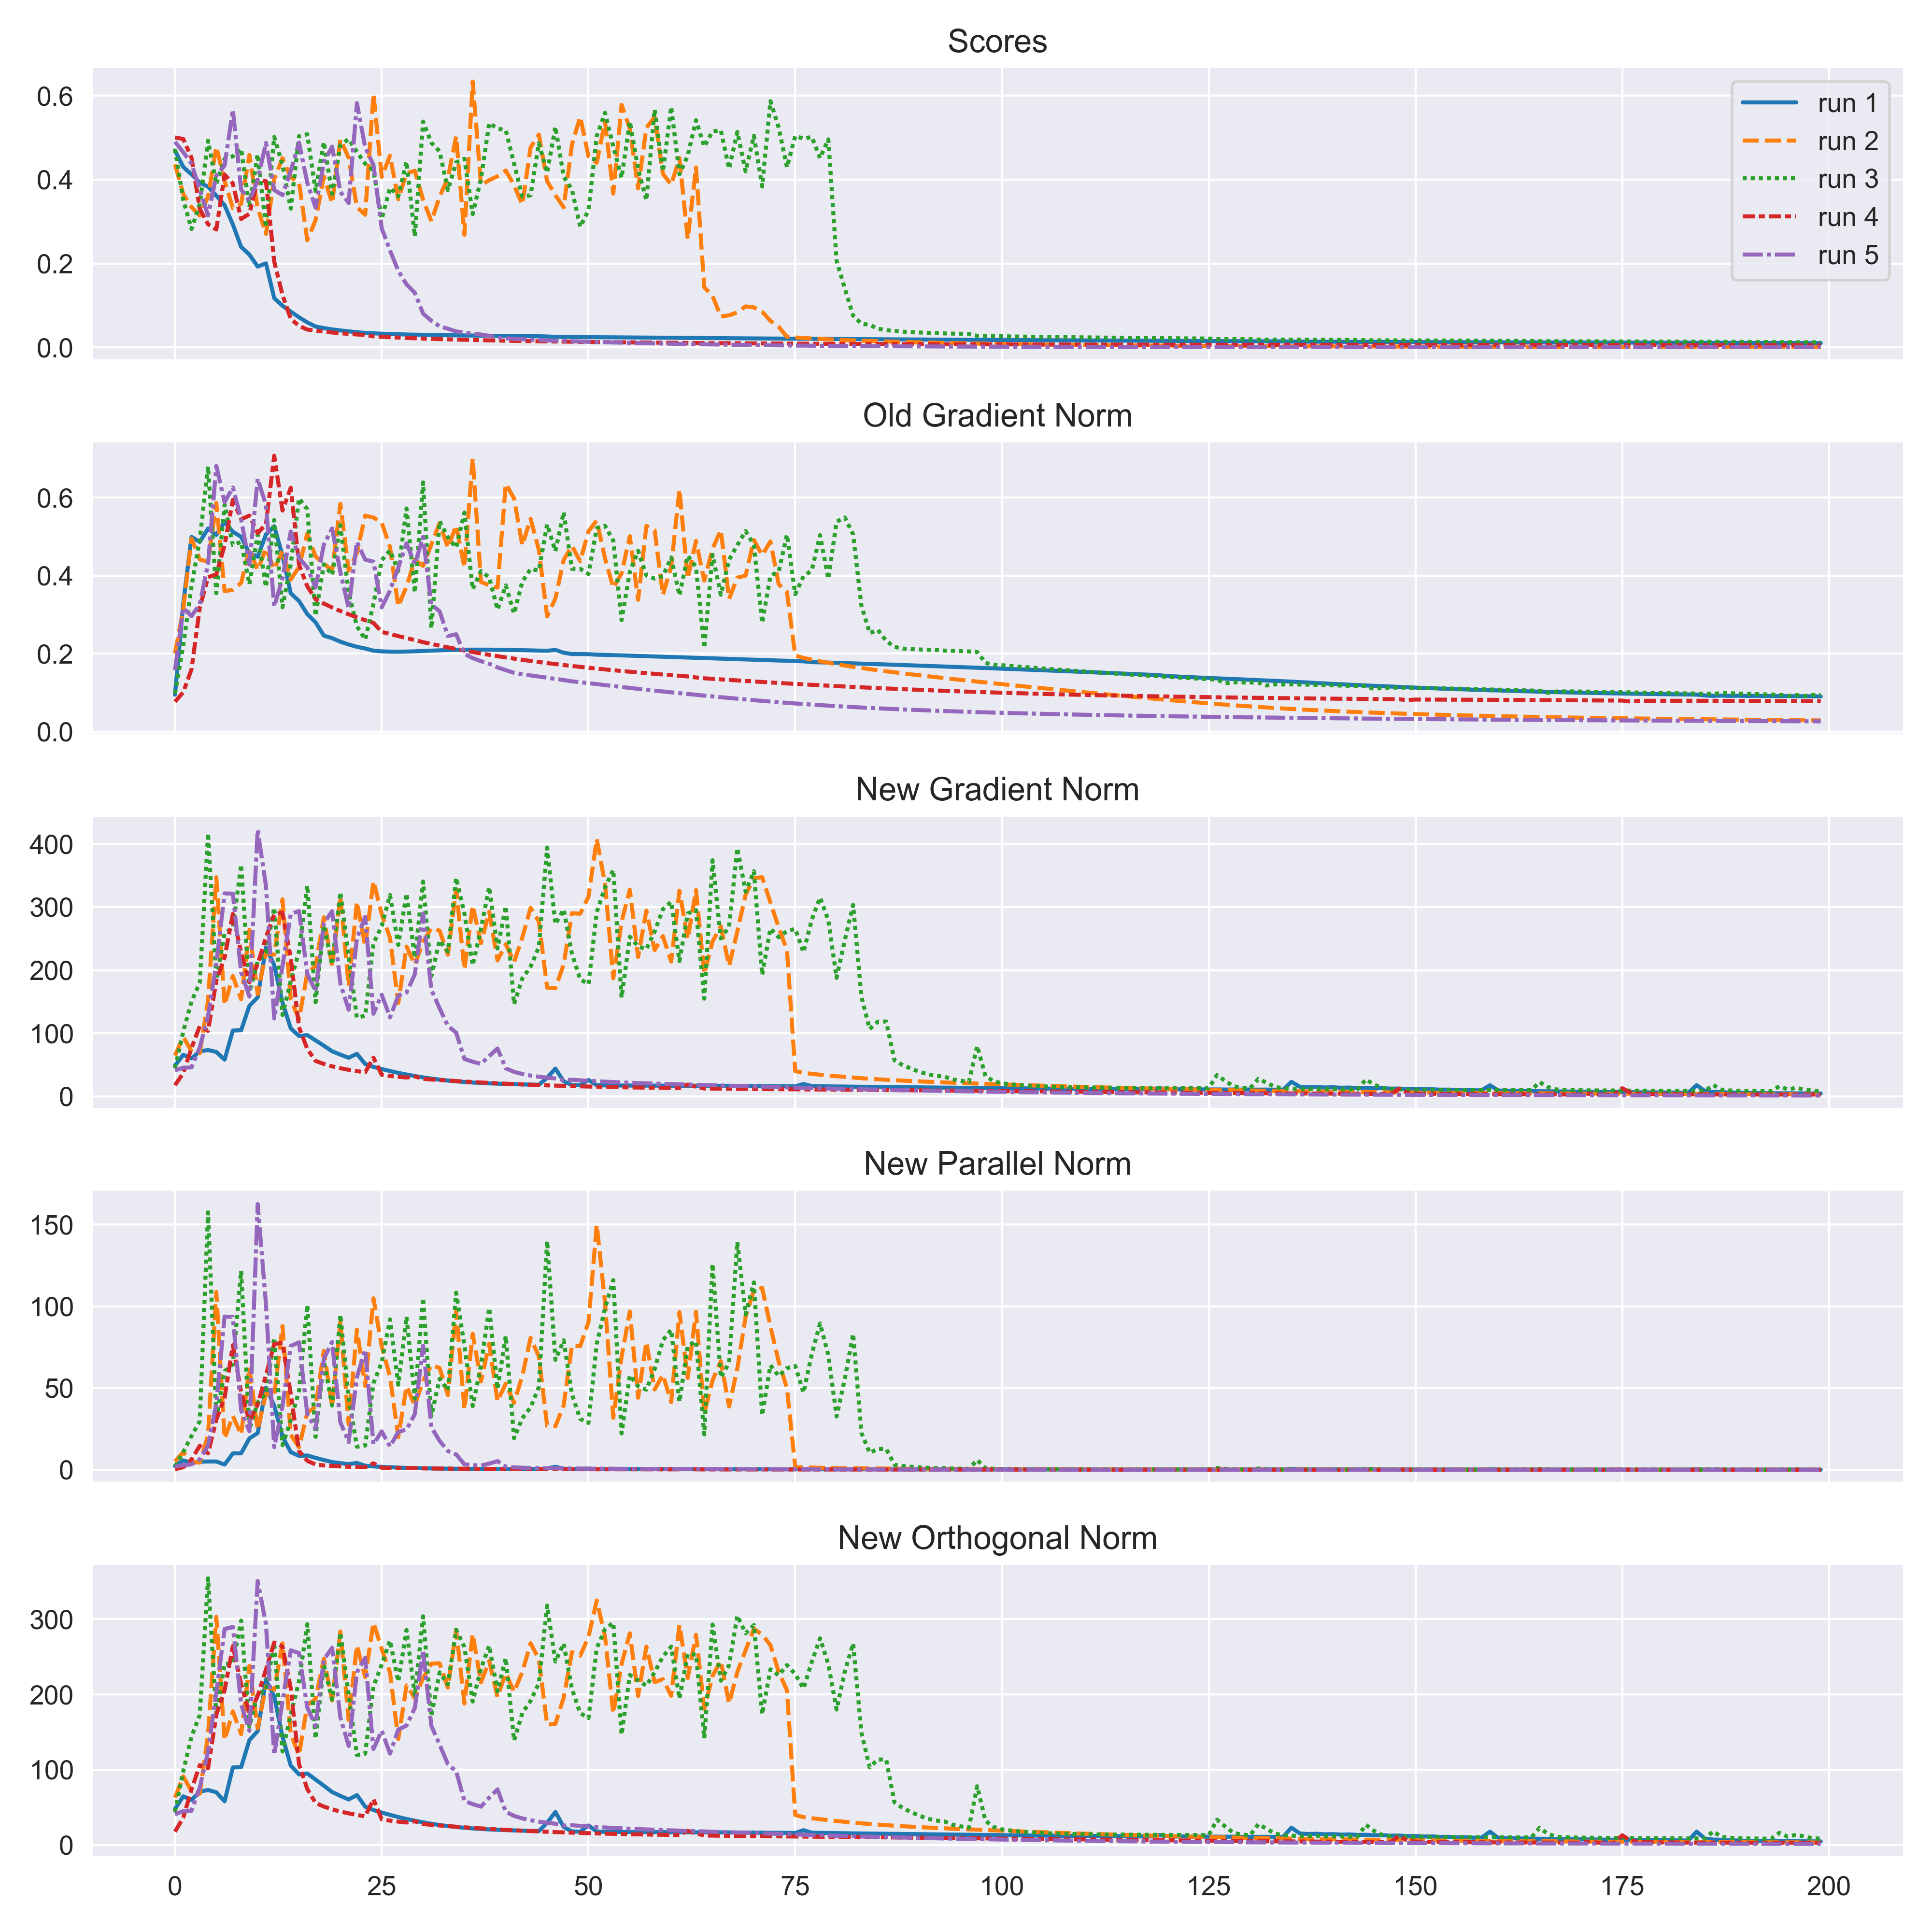 Scores
0.6
0.4
0.2
0.0
run 1
run 2
run 3
run 4
run 5
Old Gradient Norm
0.6
0.4
0.2
0.0
New Gradient Norm
400
300
200
100
0
New Parallel Norm
150
100
50
0
New Orthogonal Norm
300
200
100
0
0 25 50 75 100 125 150 175 200